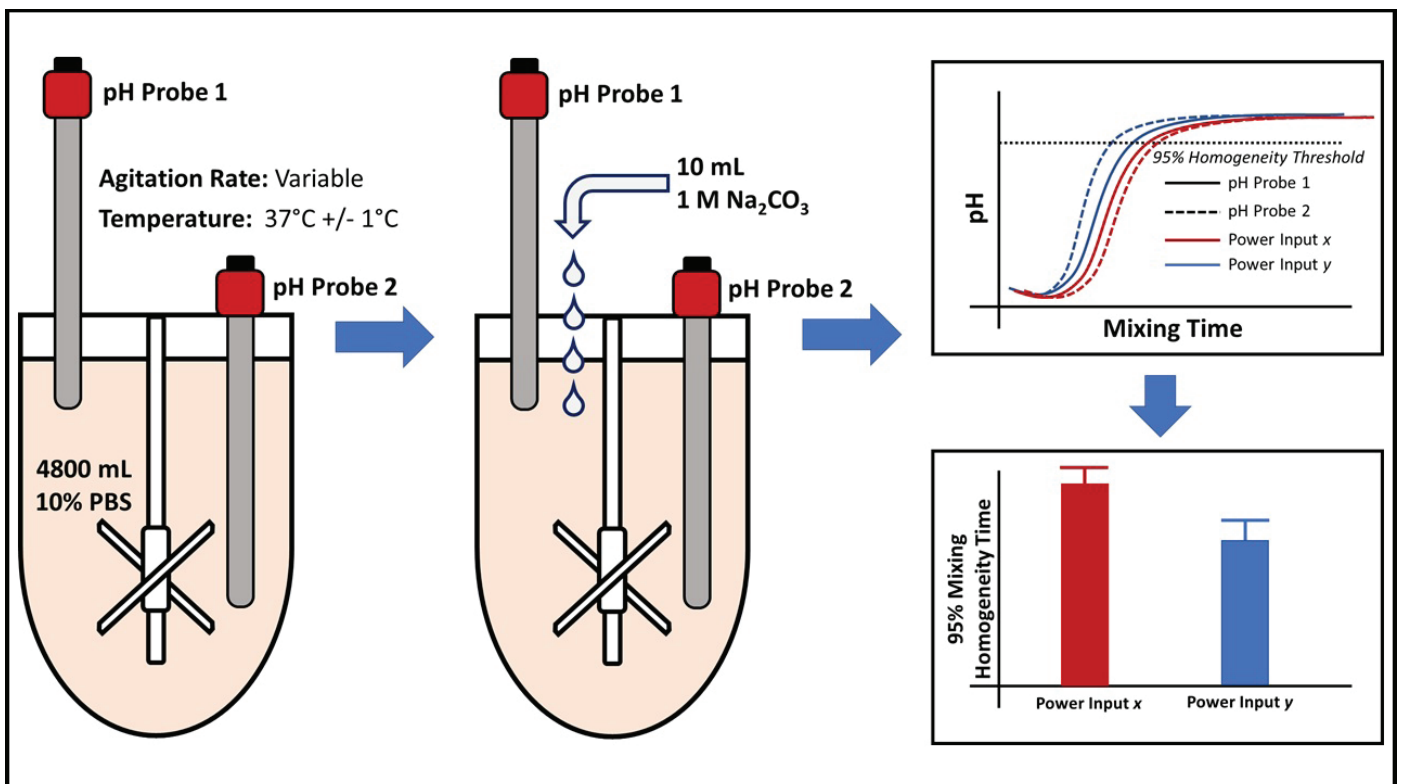 pH Probe 1
Agitation Rate: Variable
Temperature: 37°C +/- 1°C
pH Probe 2
4800 mL
10% PBS
pH Probe 1
10 mL
1 M Na₂CO₃
pH Probe 2
pH
95% Homogeneity Threshold
pH Probe 1
pH Probe 2
Power Input x
Power Input y
Mixing Time
95% Mixing
Homogeneity Time
Power Input x
Power Input y